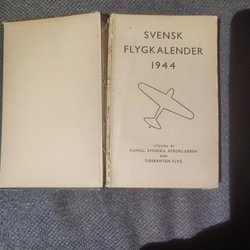 SVENSK
FLYGKALENDER
1944
UTGIVEN AV
KUNGL. SVENSKA AEROKLUBBEN
OCH
TIDSKRIFTEN FLYG